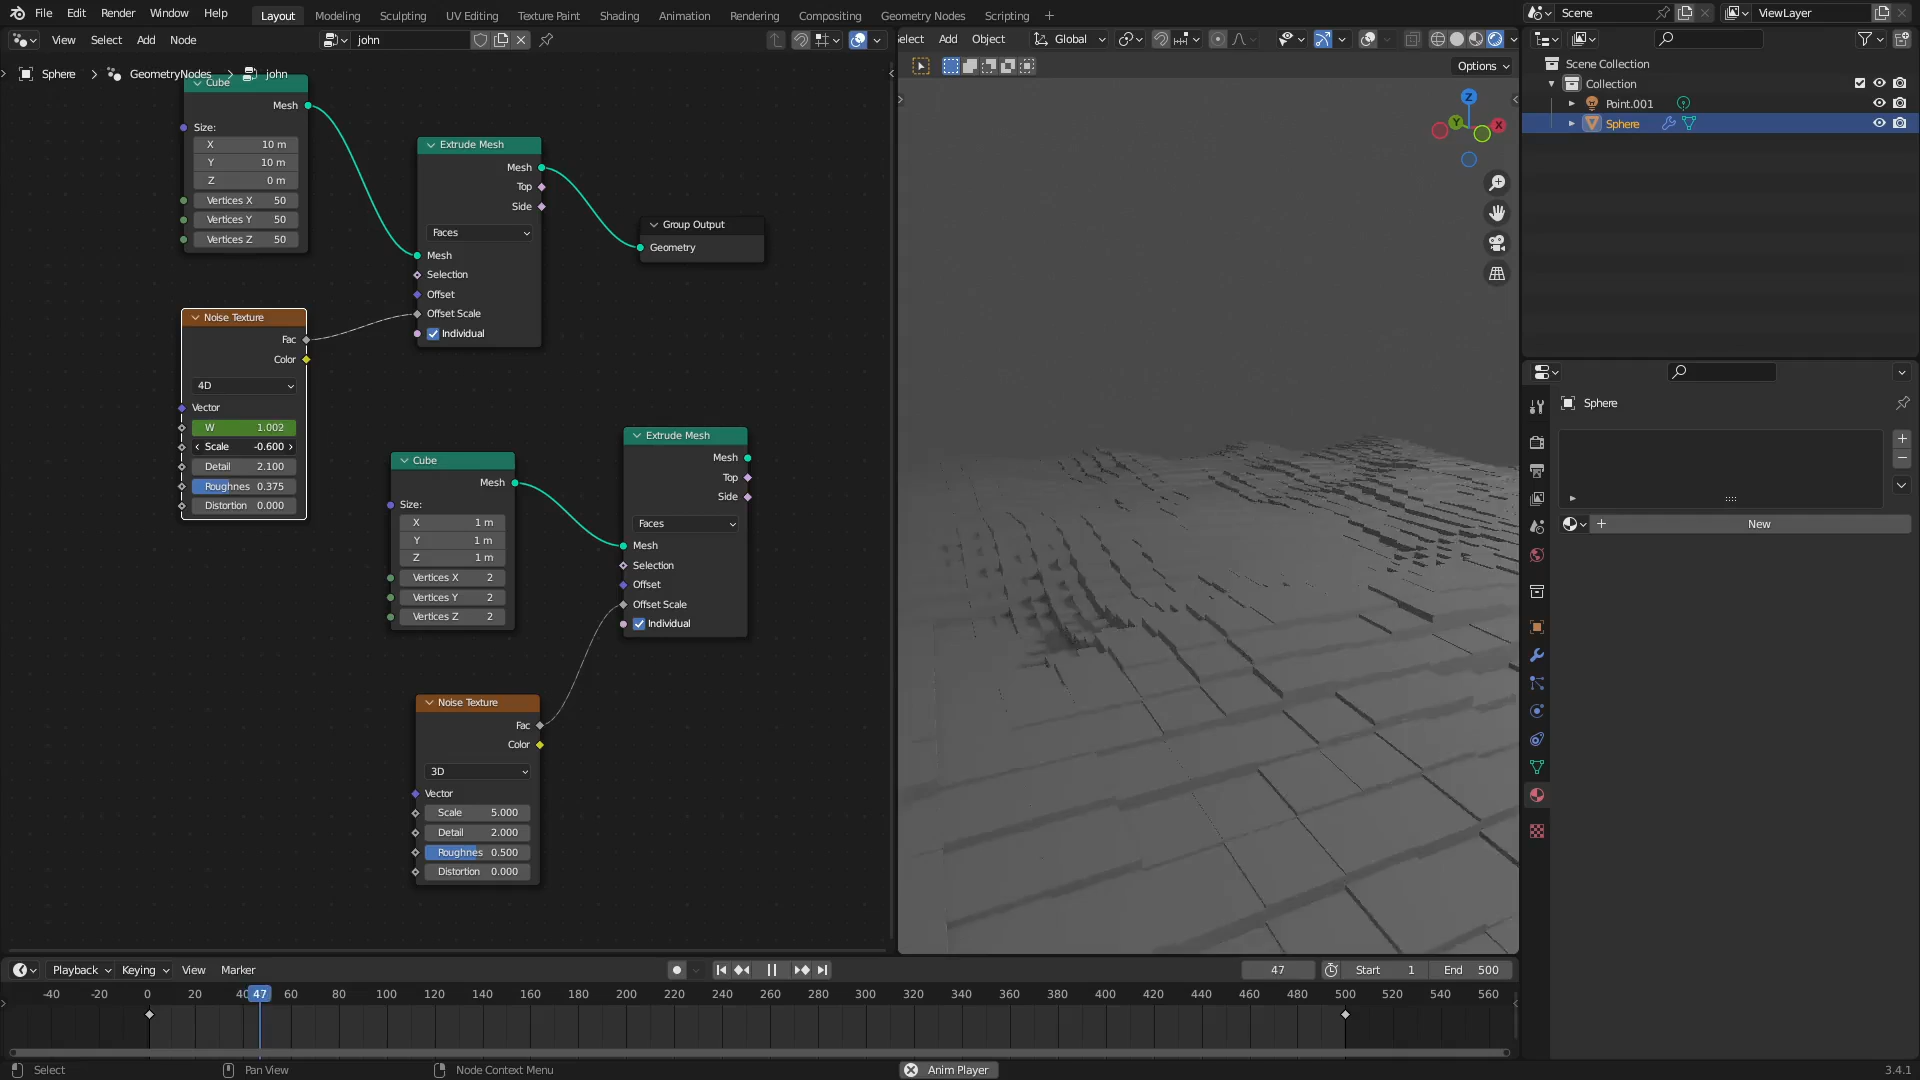 File Edit Render Window Help Layout Modeling Sculpting UV Editing Texture Paint Shading Animation Rendering Compositing Geometry Nodes Scripting + Scene ViewLayer
View Select Add Node john
elect Add Object Global
Options
Sphere > GeometryNodes > john
Cube
Mesh
Size:
X 10 m
Y 10 m
Z 0 m
Vertices X 50
Vertices Y 50
Vertices Z 50
Extrude Mesh
Mesh
Top
Side
Faces
Mesh
Selection
Offset
Offset Scale
Individual
Group Output
Geometry
Noise Texture
Fac
Color
4D
Vector
W 1.002
Scale -0.600
Detail 2.100
Roughnes 0.375
Distortion 0.000
Cube
Mesh
Size:
X 1 m
Y 1 m
Z 1 m
Vertices X 2
Vertices Y 2
Vertices Z 2
Extrude Mesh
Mesh
Top
Side
Faces
Mesh
Selection
Offset
Offset Scale
Individual
Noise Texture
Fac
Color
3D
Vector
Scale 5.000
Detail 2.000
Roughnes 0.500
Distortion 0.000
Z
Y
X
Scene Collection
Collection
Point.001
Sphere
Sphere
+ New
Playback Keying View Marker 47 Start 1 End 500
-40 -20 0 20 40 47 60 80 100 120 140 160 180 200 220 240 260 280 300 320 340 360 380 400 420 440 460 480 500 520 540 560
Select Pan View Node Context Menu Anim Player 3.4.1